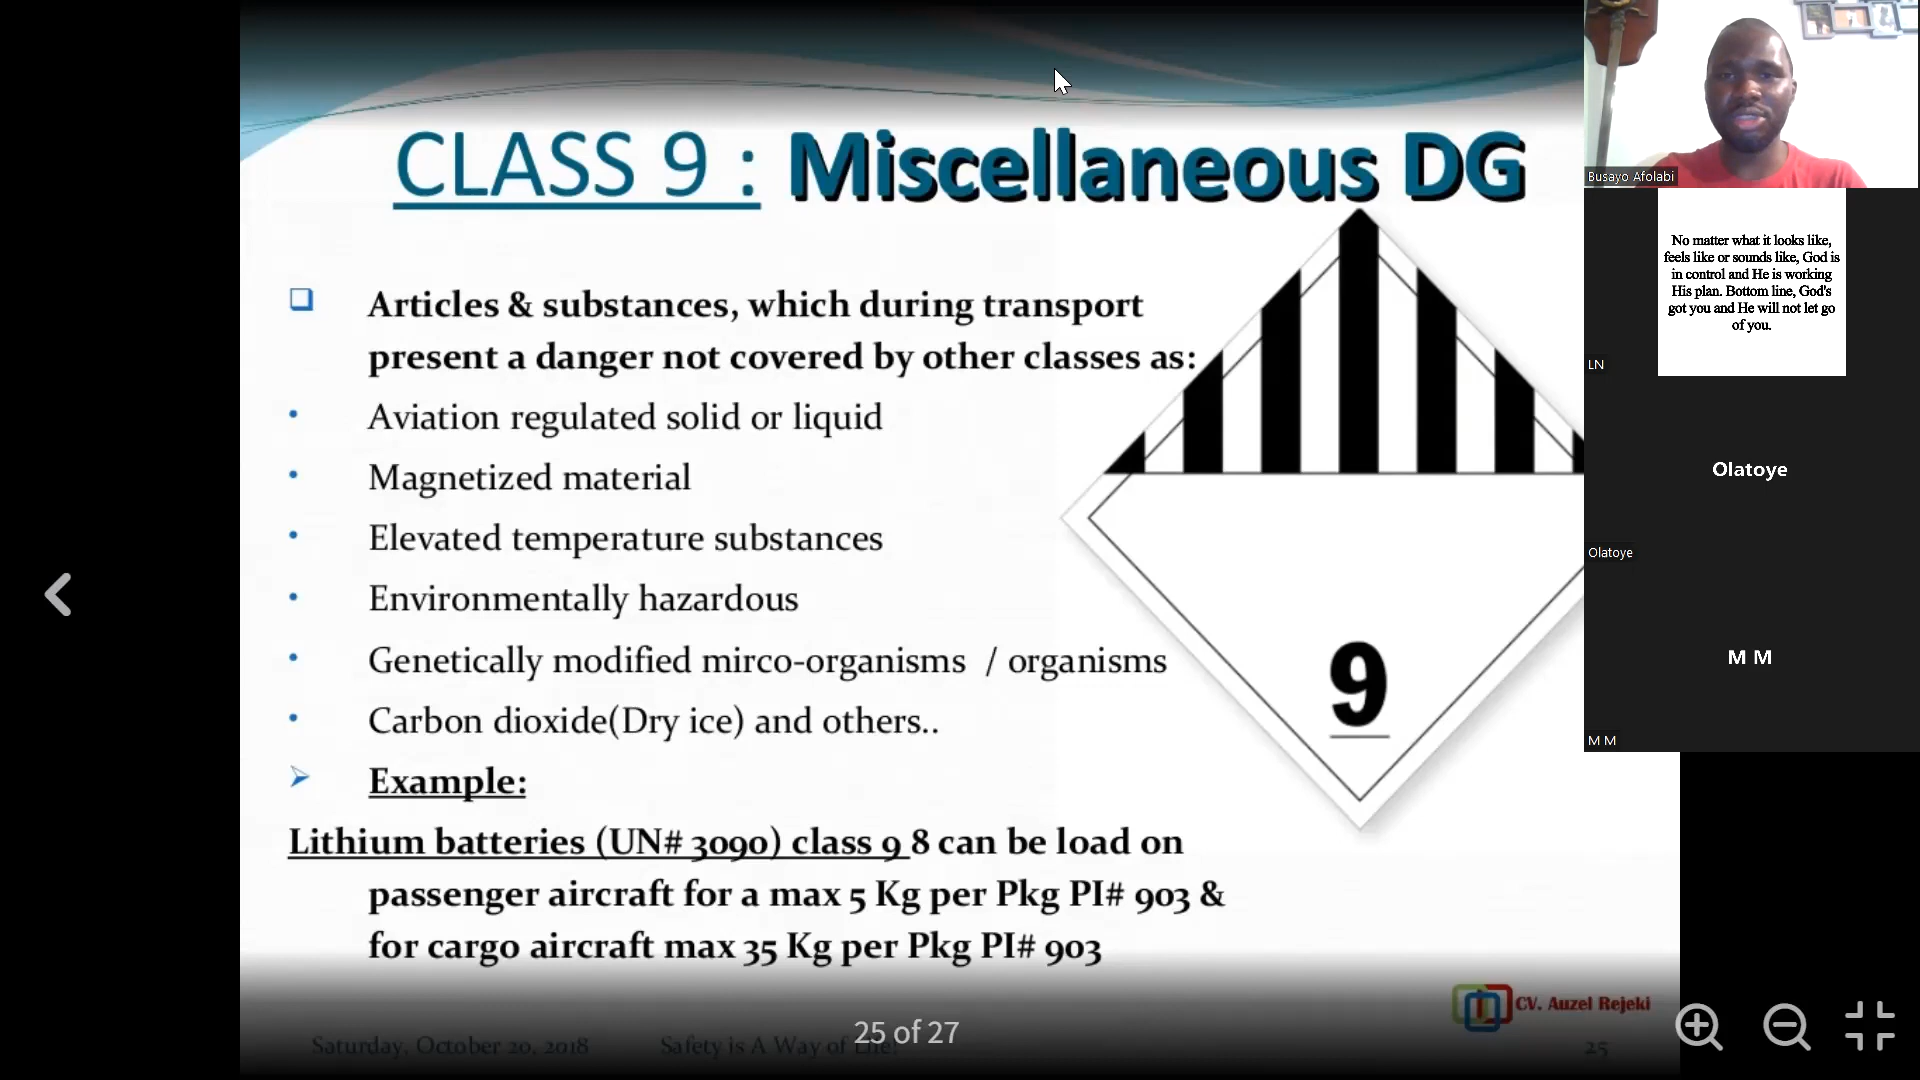 CLASS 9 : Miscellaneous DG
Articles & substances, which during transport
present a danger not covered by other classes as:
Aviation regulated solid or liquid
Magnetized material
Elevated temperature substances
Environmentally hazardous
Genetically modified mirco-organisms / organisms
Carbon dioxide(Dry ice) and others..
Example:
Lithium batteries (UN# 3090) class 9 8 can be load on
passenger aircraft for a max 5 Kg per Pkg PI# 903 &
for cargo aircraft max 35 Kg per Pkg PI# 903
9
CV. Auzel Rejeki
Saturday, October 20, 2018
Safety is A Way of Life!
25 of 27
25
Busayo Afolabi
No matter what it looks like,
feels like or sounds like, God is
in control and He is working
His plan. Bottom line, God's
got you and He will not let go
of you.
LN
Olatoye
Olatoye
M M
M M